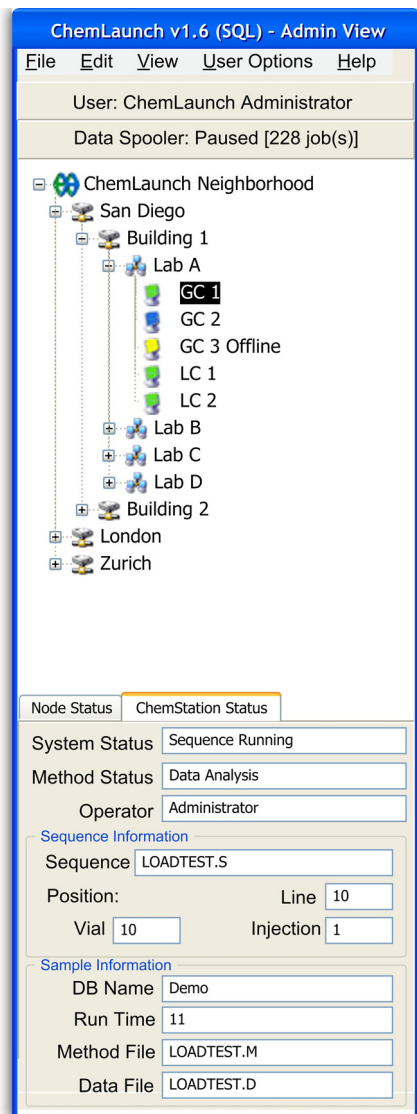 ChemLaunch v1.6 (SQL) - Admin View
File Edit View User Options Help
User: ChemLaunch Administrator
Data Spooler: Paused [228 job(s)]
ChemLaunch Neighborhood
San Diego
Building 1
Lab A
GC 1
GC 2
GC 3 Offline
LC 1
LC 2
Lab B
Lab C
Lab D
Building 2
London
Zurich
Node Status ChemStation Status
System Status Sequence Running
Method Status Data Analysis
Operator Administrator
Sequence Information
Sequence LOADTEST.S
Position: Line 10
Vial 10 Injection 1
Sample Information
DB Name Demo
Run Time 11
Method File LOADTEST.M
Data File LOADTEST.D